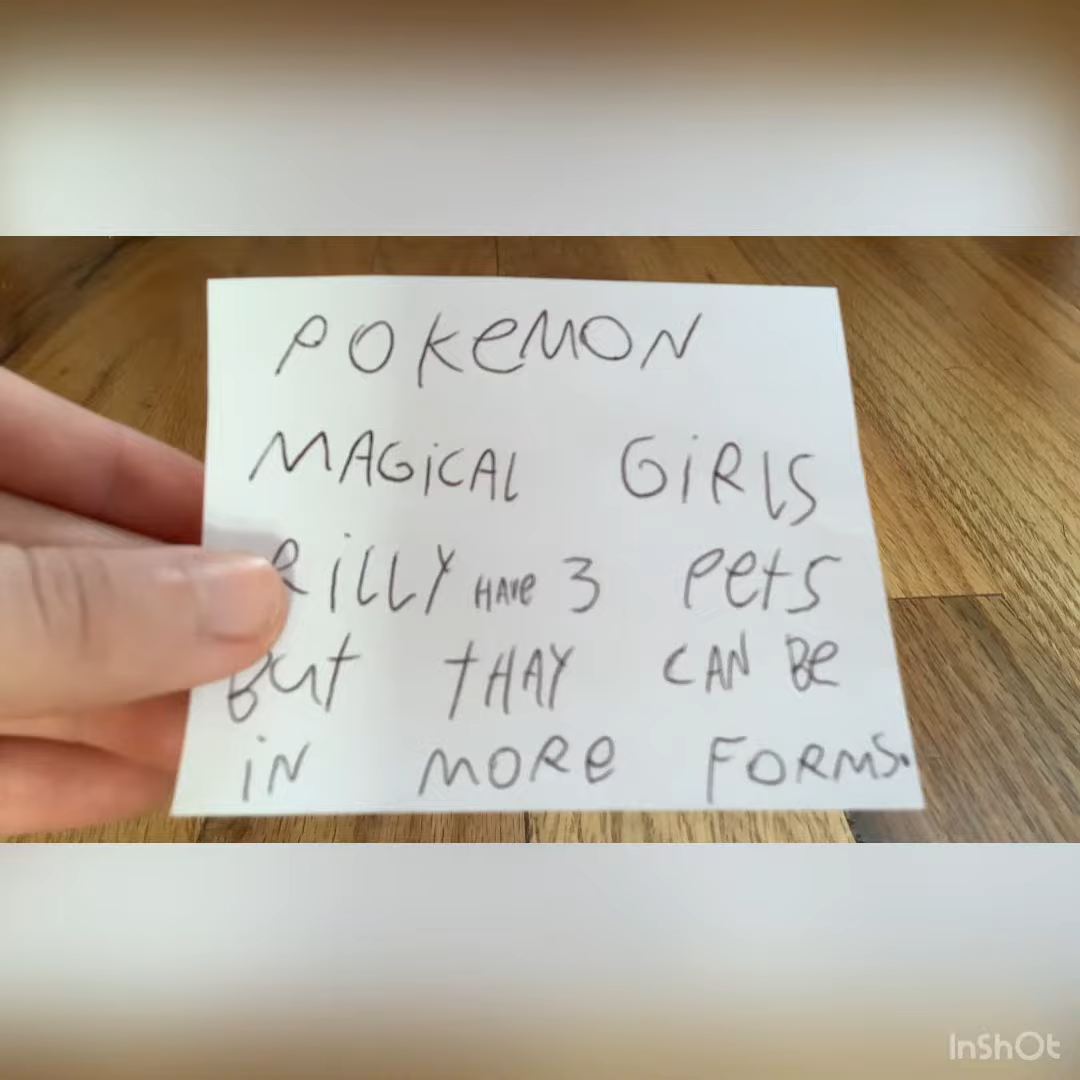 POKEMON
MAGICAL GIRLS
RILLY HAVE 3 PETS
BUT THAY CAN BE
IN MORE FORMS.
InShOt